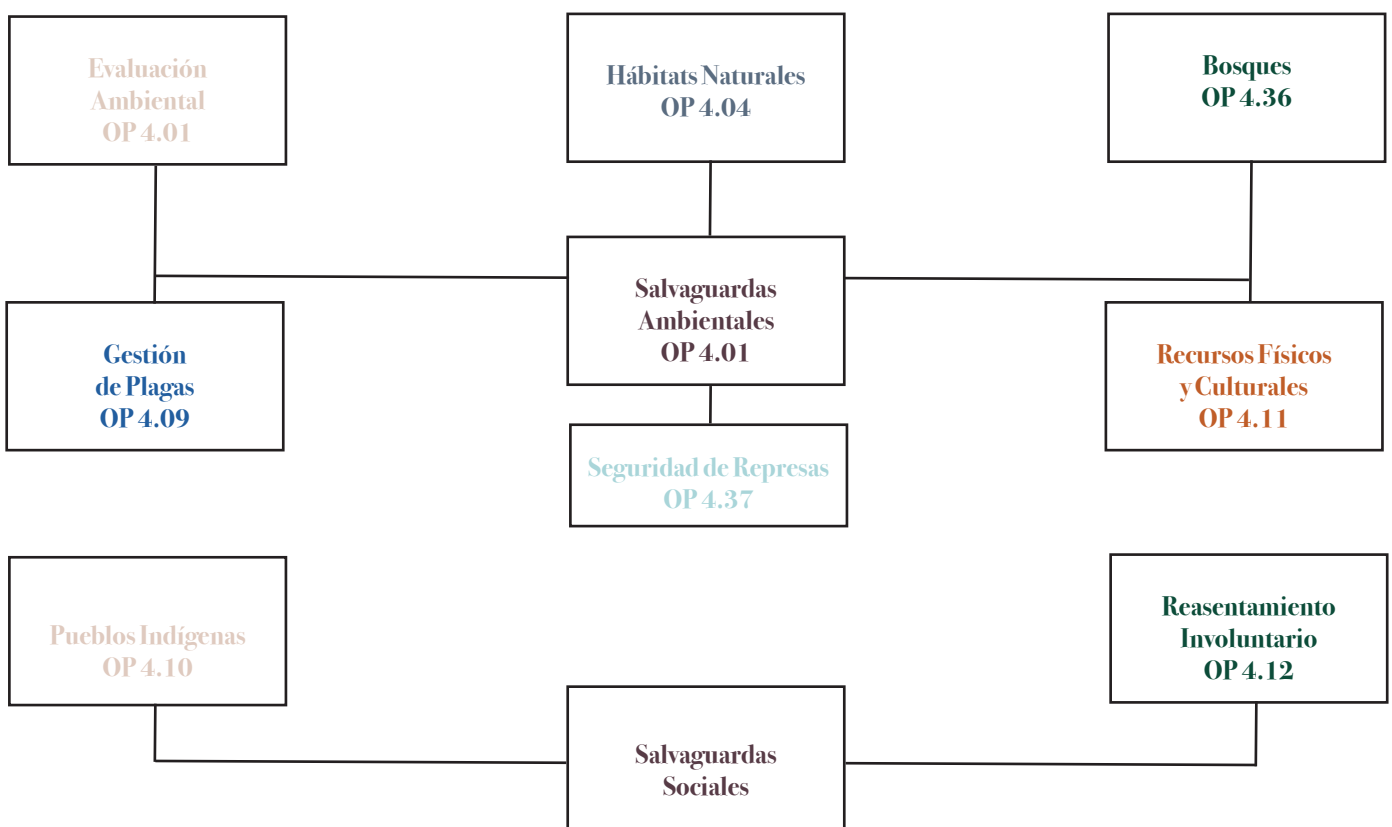 Evaluación
Ambiental
OP 4.01
Hábitats Naturales
OP 4.04
Bosques
OP 4.36
Salvaguardas
Ambientales
OP 4.01
Gestión
de Plagas
OP 4.09
Recursos Físicos
y Culturales
OP 4.11
Seguridad de Represas
OP 4.37
Pueblos Indígenas
OP 4.10
Reasentamiento
Involuntario
OP 4.12
Salvaguardas
Sociales